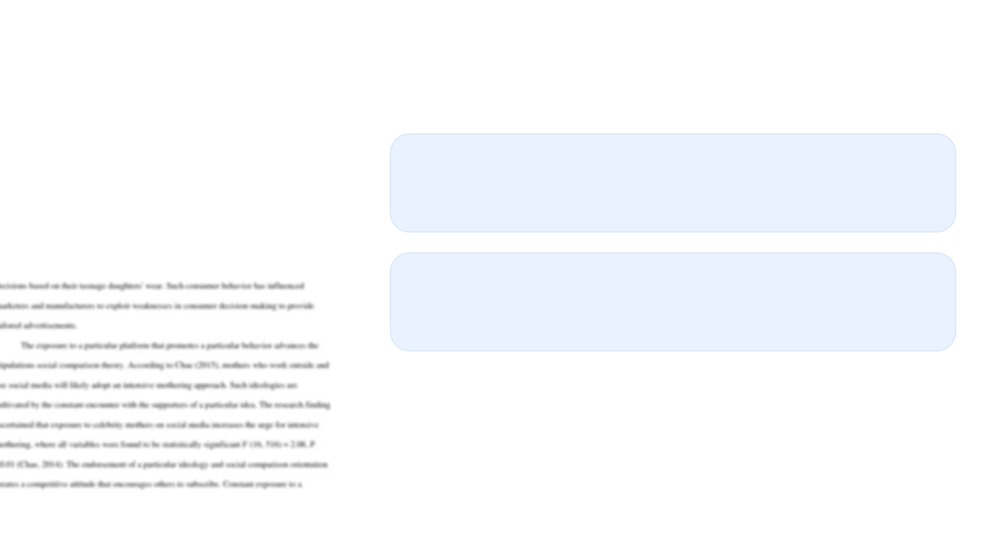 ecisions based on their teenage daughters' wear. Such consumer behavior has influenced
arketers and manufacturers to exploit weaknesses in consumer decision-making to provide
ailored advertisements.
The exposure to a particular platform that promotes a particular behavior advances the
tipulations social comparison theory. According to Chae (2015), mothers who work outside and
se social media will likely adopt an intensive mothering approach. Such ideologies are
ultivated by the constant encounter with the supporters of a particular idea. The research finding
scertained that exposure to celebrity mothers on social media increases the urge for intensive
nothering, where all variables were found to be statistically significant F (16, 516) = 2.08, P
0.01 (Chae, 2014). The endorsement of a particular ideology and social comparison orientation
reates a competitive attitude that encourages others to subscribe. Constant exposure to a